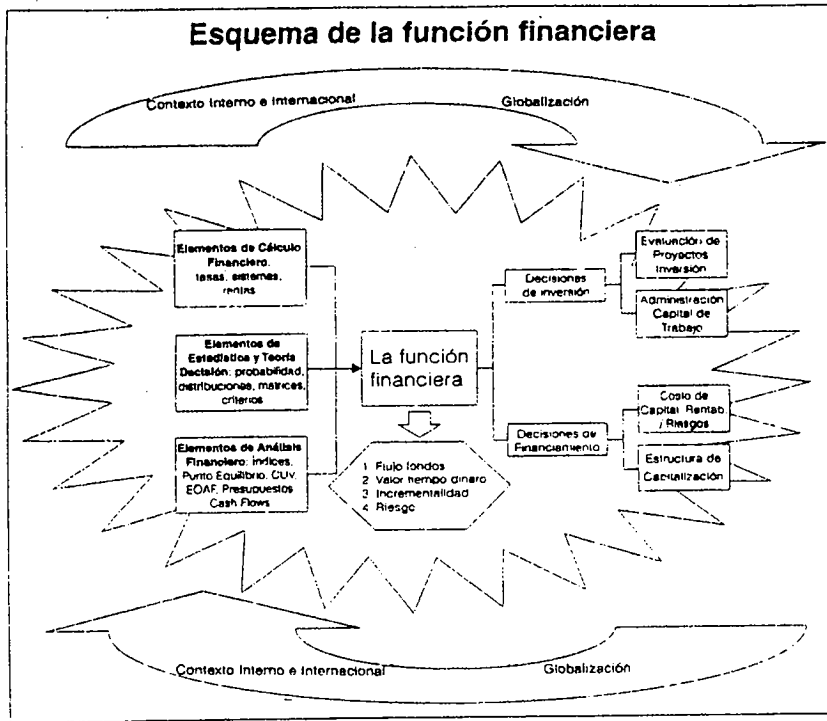 Esquema de la función financiera
Contexto Interno e Internacional
Globalización
Elementos de Cálculo
Financiero:
tasas, sistemas,
rentas
Elementos de
Estadística y Teoría
Decisión: probabilidad,
distribuciones, matrices,
criterios
Elementos de Análisis
Financiero: índices,
Punto Equilibrio, CUV,
EOAF, Presupuestos
Cash Flows
La función
financiera
1 Flujo fondos
2 Valor tiempo dinero
3 Incrementalidad
4 Riesgo
Decisiones
de inversión
Decisiones de
Financiamiento
Evaluación de
Proyectos
Inversión
Administración
Capital de
Trabajo
Costo de
Capital, Rentab.
/ Riesgos
Estructura de
Capitalización
Contexto Interno e Internacional
Globalización